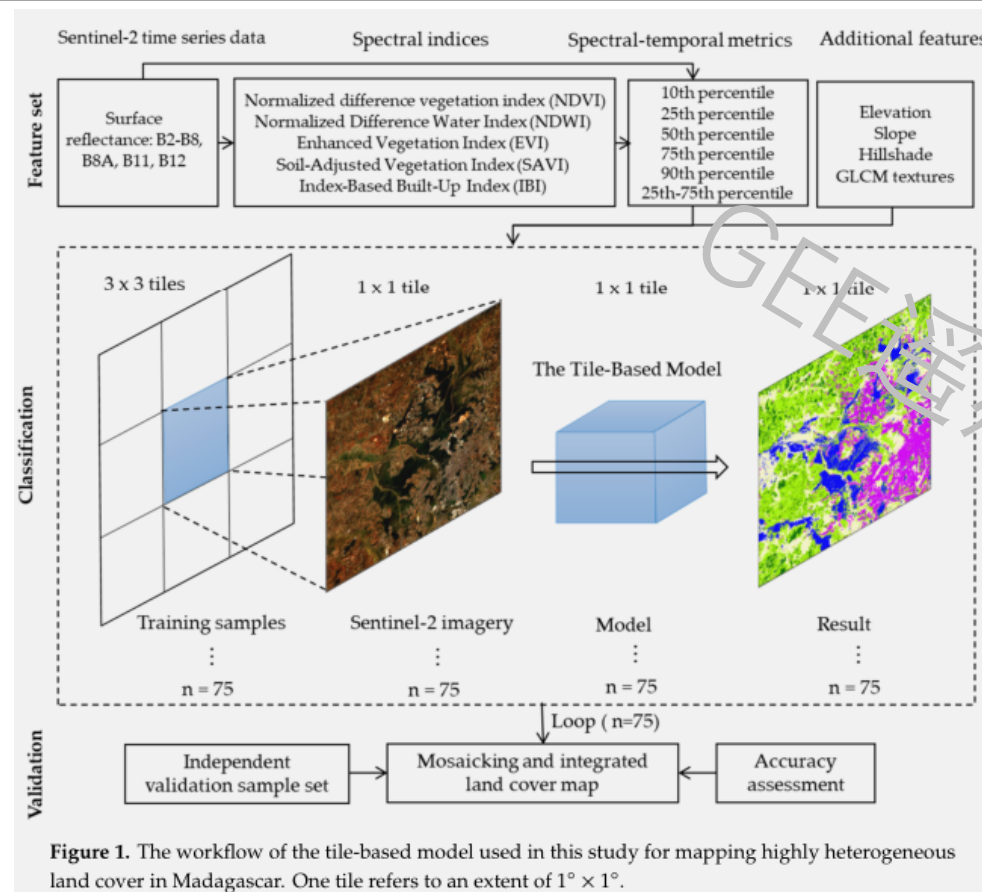 Sentinel-2 time series data
Spectral indices
Spectral-temporal metrics
Additional features
Feature set
Surface
reflectance: B2-B8,
B8A, B11, B12
Normalized difference vegetation index (NDVI)
Normalized Difference Water Index (NDWI)
Enhanced Vegetation Index (EVI)
Soil-Adjusted Vegetation Index (SAVI)
Index-Based Built-Up Index (IBI)
10th percentile
25th percentile
50th percentile
75th percentile
90th percentile
25th-75th percentile
Elevation
Slope
Hillshade
GLCM textures
Classification
3 x 3 tiles
1 x 1 tile
1 x 1 tile
1 x 1 tile
GEE遥
The Tile-Based Model
Training samples
Sentinel-2 imagery
Model
Result
⋮
⋮
⋮
⋮
n = 75
n = 75
n = 75
n = 75
Loop ( n=75)
Validation
Independent
validation sample set
Mosaicking and integrated
land cover map
Accuracy
assessment
Figure 1. The workflow of the tile-based model used in this study for mapping highly heterogeneous
land cover in Madagascar. One tile refers to an extent of 1° × 1°.